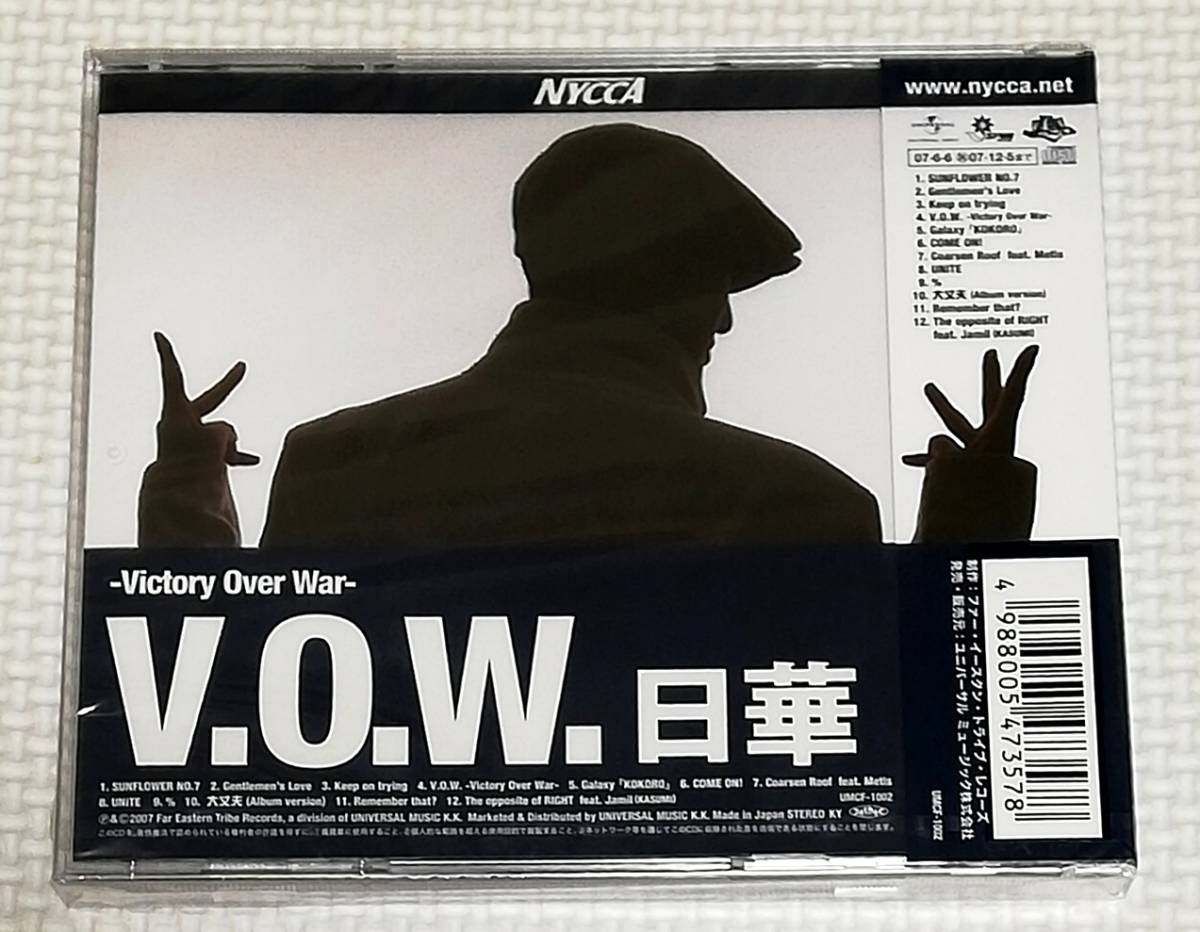 NYCCA
www.nycca.net
07・6・6 再07・12・5まで
1. SUNFLOWER NO.7
2. Gentlemen's Love
3. Keep on trying
4. V.O.W. -Victory Over War-
5. Galaxy「KOKORO」
6. COME ON!
7. Coarsen Roof feat. Metis
8. UNITE
9. %
10. 大丈夫 (Album version)
11. Remember that?
12. The opposite of RIGHT
feat. Jamil (KASUMI)
-Victory Over War-
V.O.W. 日華
1. SUNFLOWER NO.7 2. Gentlemen's Love 3. Keep on trying 4. V.O.W. -Victory Over War- 5. Galaxy「KOKORO」 6. COME ON! 7. Coarsen Roof feat. Metis
8. UNITE 9. % 10. 大丈夫 (Album version) 11. Remember that? 12. The opposite of RIGHT feat. Jamil (KASUMI) UMCF-1002
℗&©2007 Far Eastern Tribe Records, a division of UNIVERSAL MUSIC K.K. Marketed & Distributed by UNIVERSAL MUSIC K.K. Made in Japan STEREO KY
制作:ファー・イースタン・トライブ・レコーズ
発売・販売元:ユニバーサル ミュージック株式会社
UMCF-1002
4 988005 473578